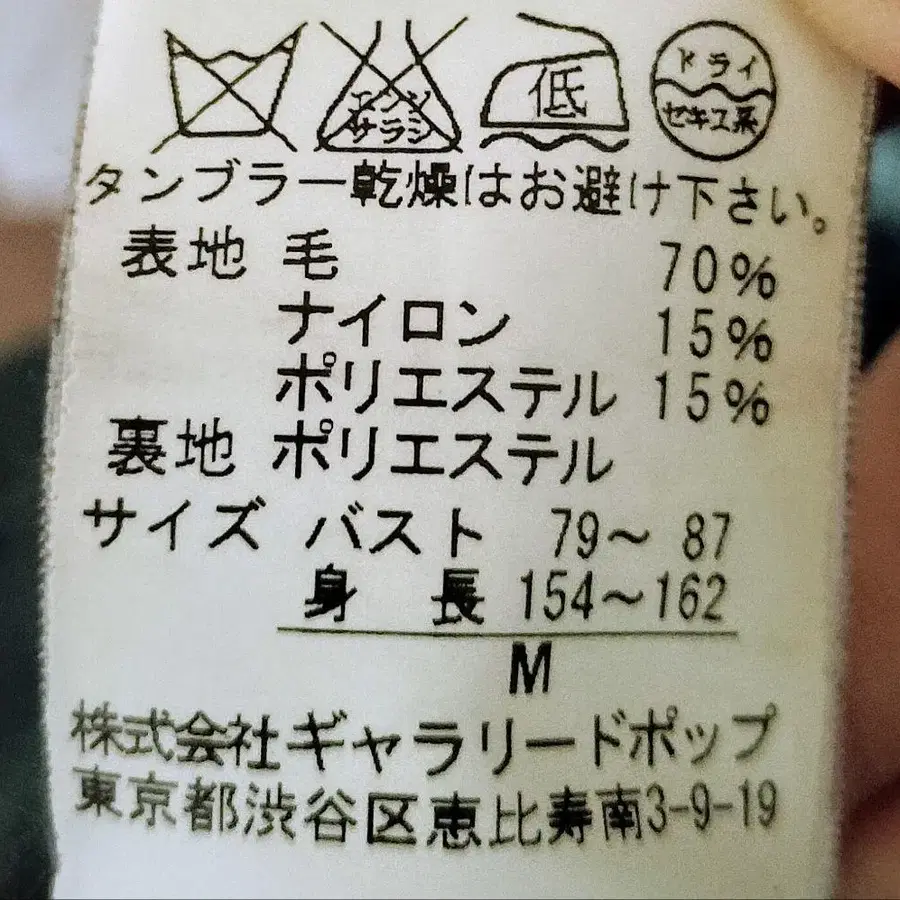 エンソ
サラシ
低
ドライ
セキユ系
タンブラー乾燥はお避け下さい。
表地 毛 70%
ナイロン 15%
ポリエステル 15%
裏地 ポリエステル
サイズ バスト 79～87
身長 154～162
M
株式会社ギャラリードポップ
東京都渋谷区恵比寿南3-9-19